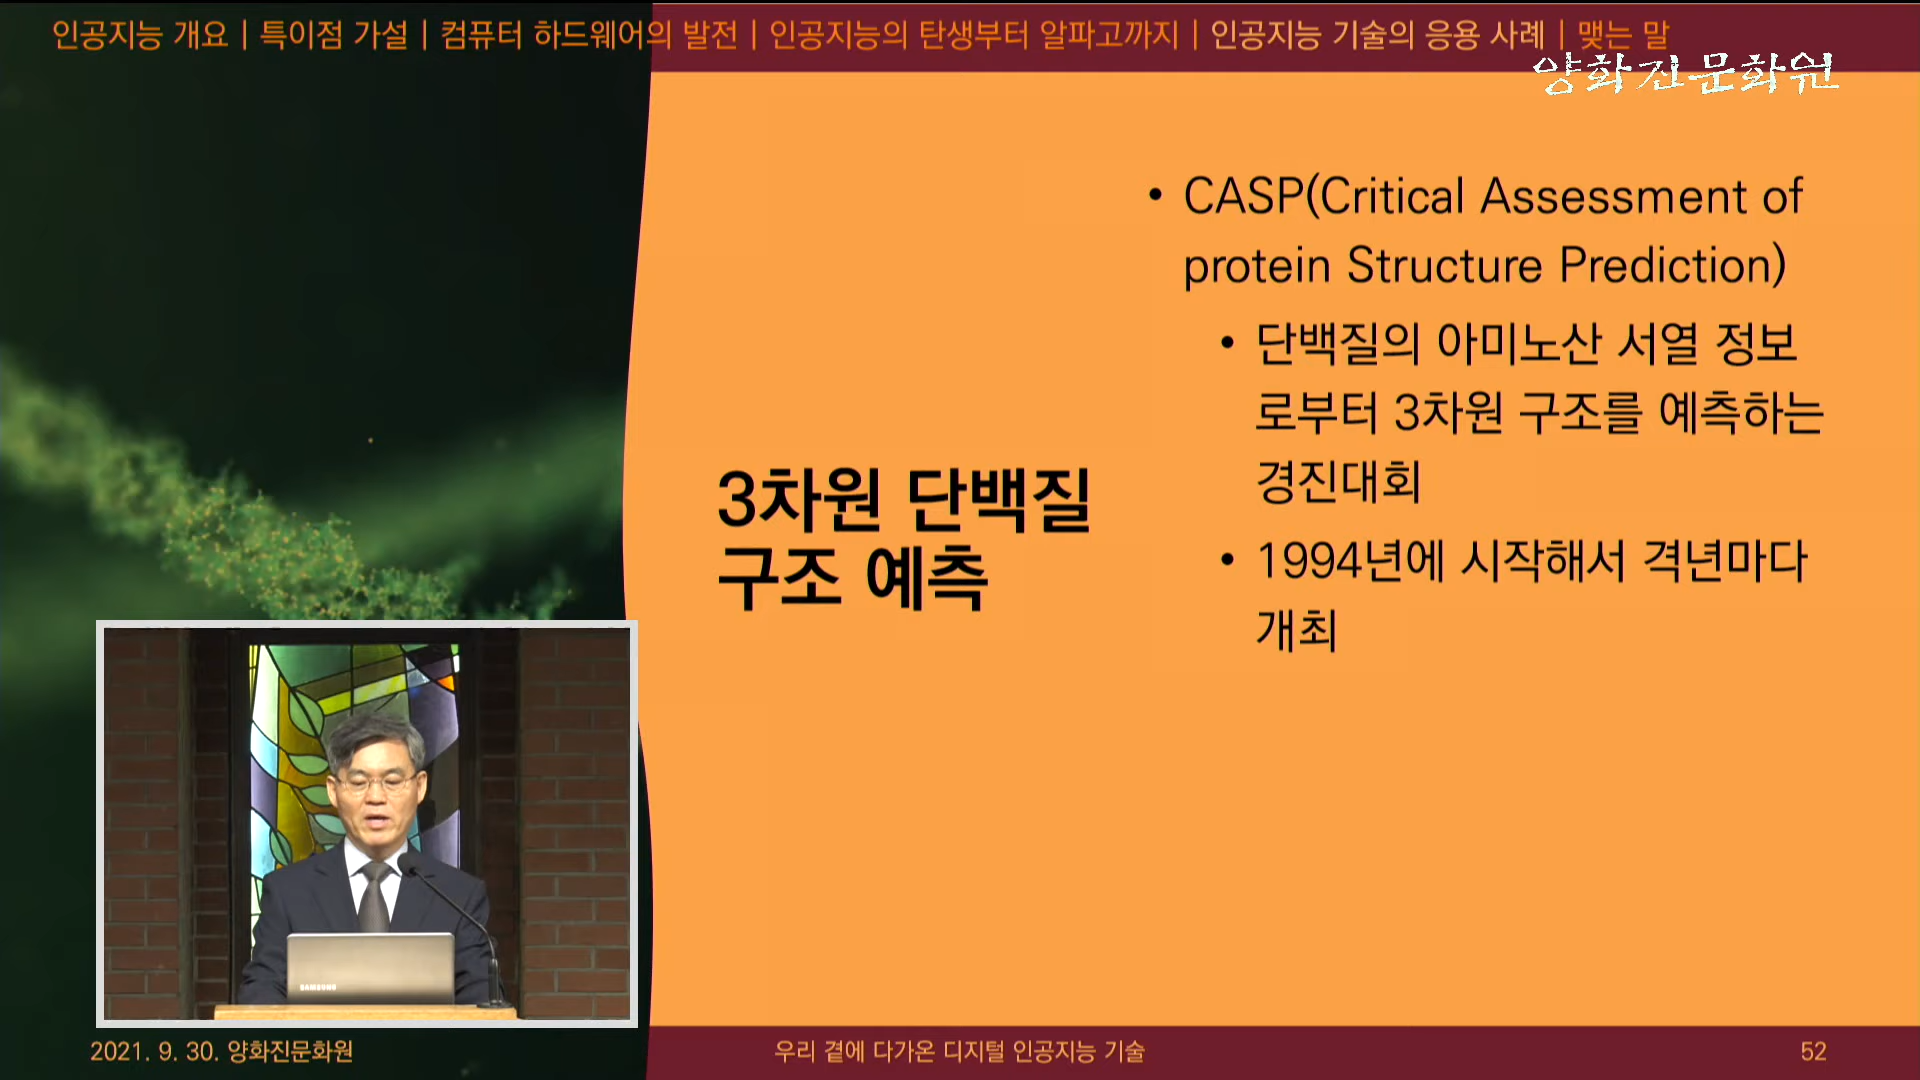 인공지능 개요 | 특이점 가설 | 컴퓨터 하드웨어의 발전 | 인공지능의 탄생부터 알파고까지 | 인공지능 기술의 응용 사례 | 맺는 말
양화진문화원
3차원 단백질
구조 예측
• CASP(Critical Assessment of
protein Structure Prediction)
• 단백질의 아미노산 서열 정보
로부터 3차원 구조를 예측하는
경진대회
• 1994년에 시작해서 격년마다
개최
SAMSUNG
2021. 9. 30. 양화진문화원
우리 곁에 다가온 디지털 인공지능 기술
52